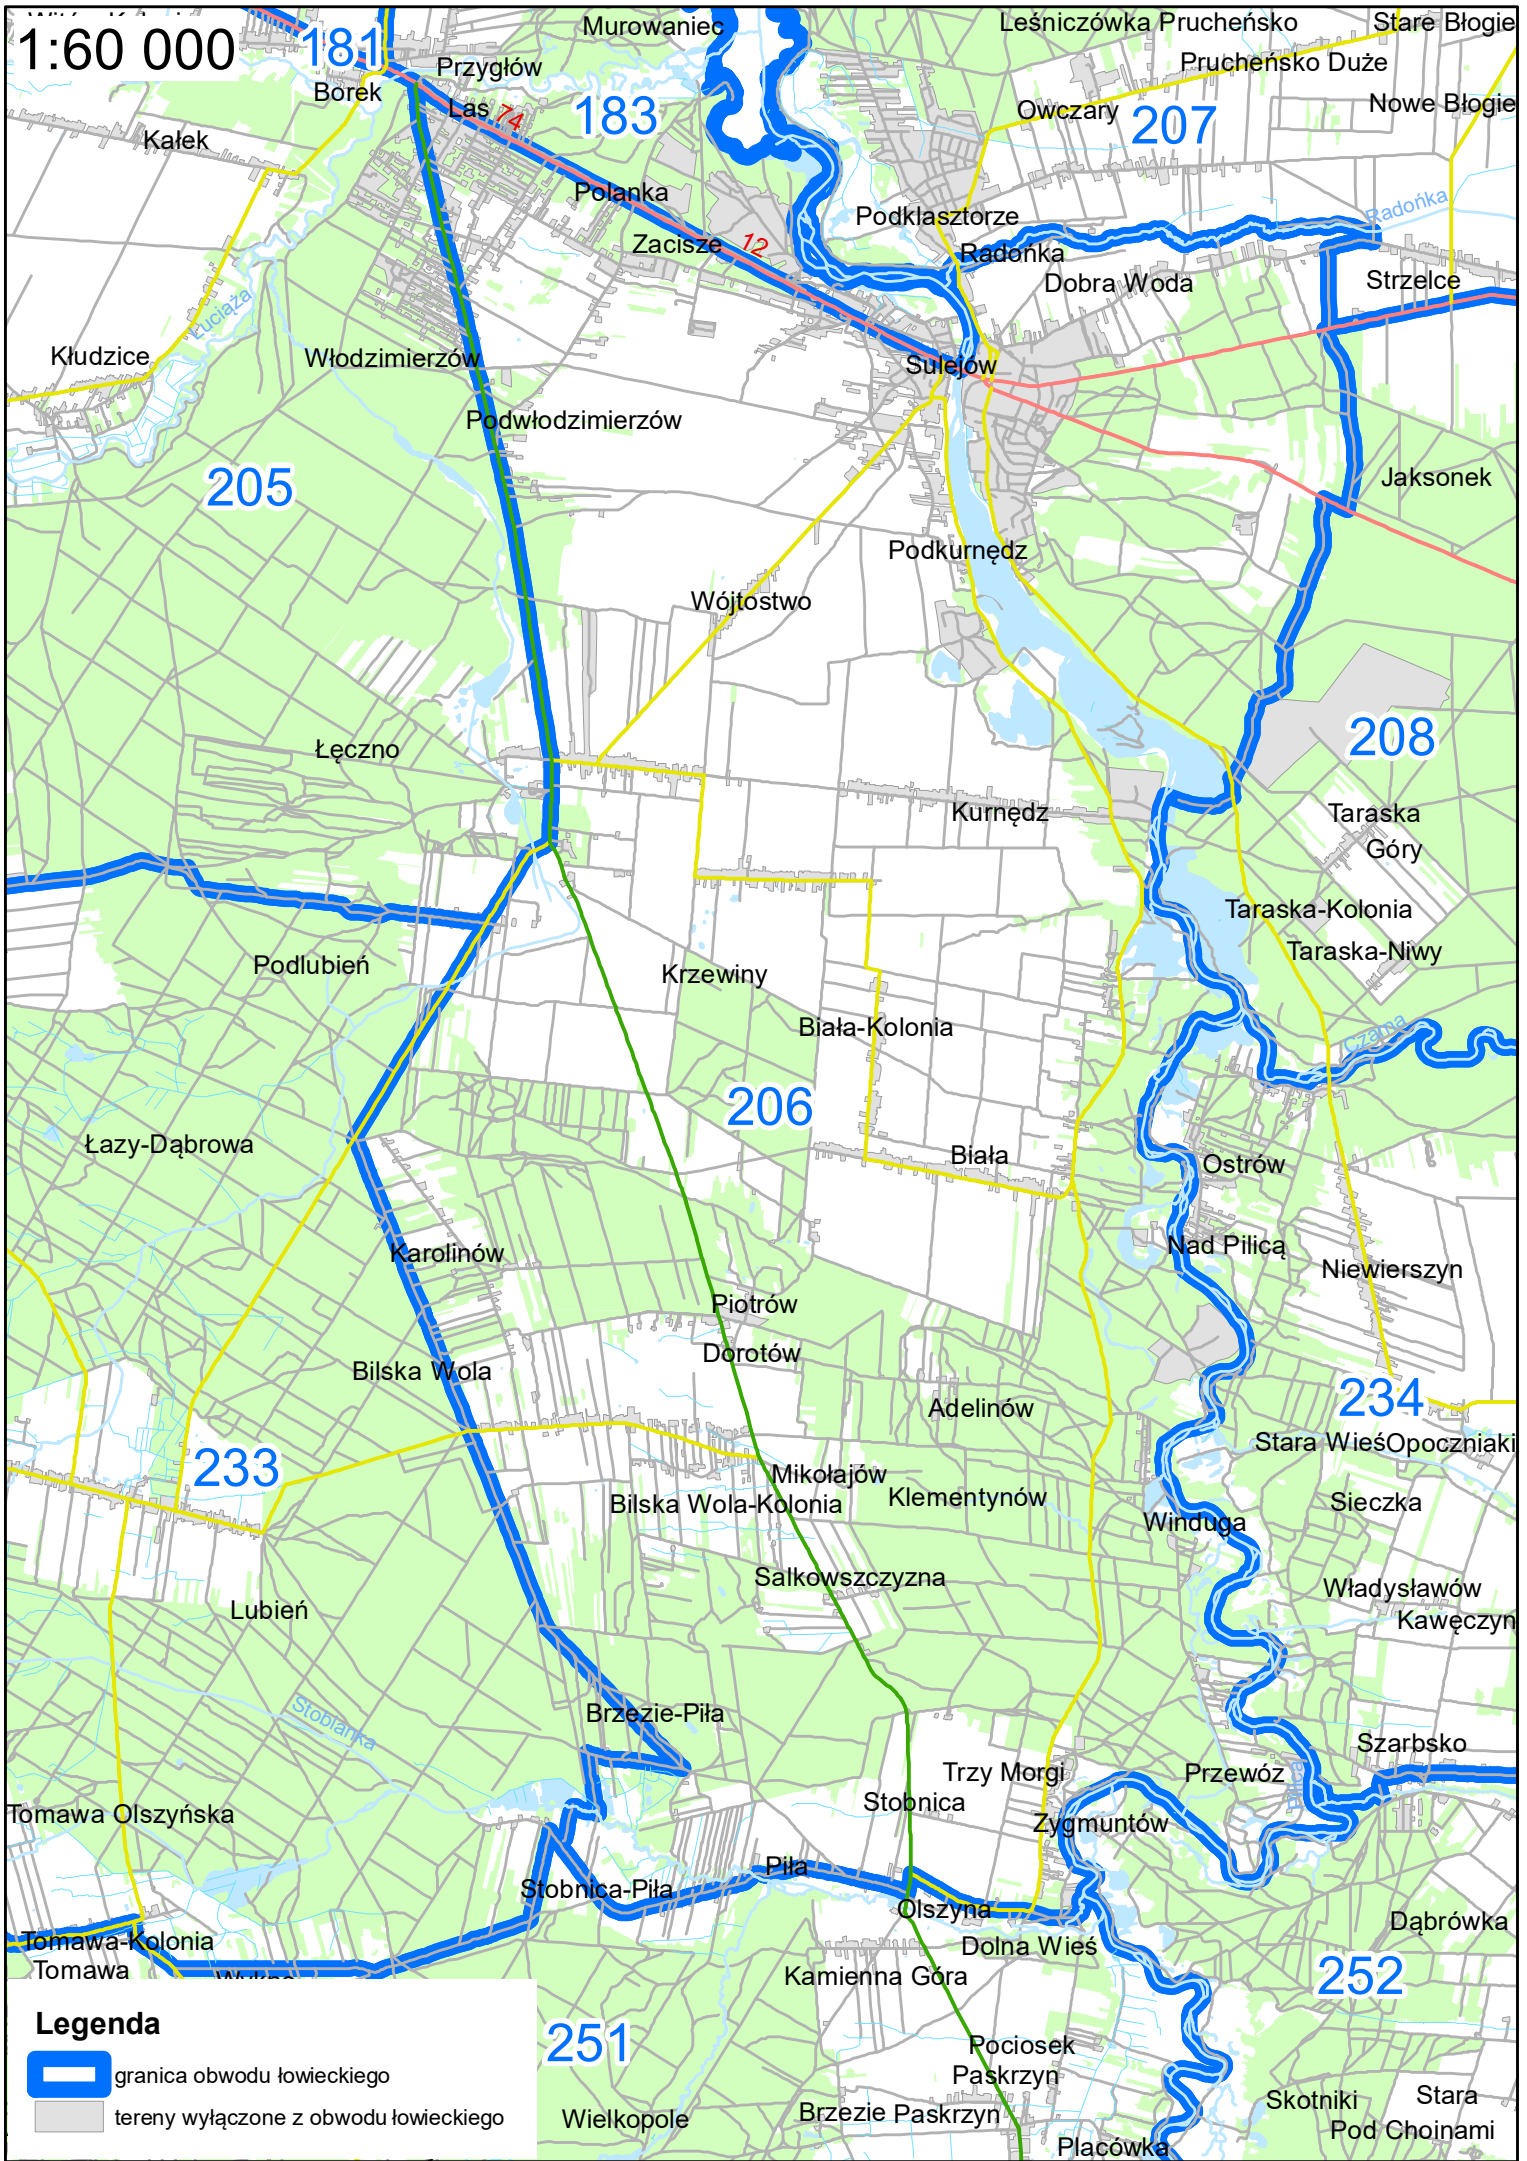 1:60 000
181
Murowaniec
Leśniczówka Prucheńsko
Stare Błogie
Przygłów
Prucheńsko Duże
Borek
Las
74
183
Owczary
207
Nowe Błogie
Kałek
Polanka
Podklasztorze
Radońka
Zacisze
12
Radońka
Dobra Woda
Strzelce
Luciąża
Kłudzice
Włodzimierzów
Sulejów
Podwłodzimierzów
205
Jaksonek
Podkurnędz
Wójtostwo
208
Łęczno
Kurnędz
Taraska
Góry
Taraska-Kolonia
Podlubień
Krzewiny
Taraska-Niwy
Biała-Kolonia
Czarna
206
Łazy-Dąbrowa
Biała
Ostrów
Karolinów
Nad Pilicą
Niewierszyn
Piotrów
Dorotów
Bilska Wola
Adelinów
234
Stara Wieś
Opoczniaki
233
Mikołajów
Bilska Wola-Kolonia
Klementynów
Sieczka
Winduga
Salkowszczyzna
Władysławów
Lubień
Kawęczyn
Stobianka
Brzezie-Piła
Szarbsko
Trzy Morgi
Przewóz
Stobnica
Tomawa Olszyńska
Zygmuntów
Piła
Stobnica-Piła
Olszyna
Dąbrówka
Tomawa-Kolonia
Dolna Wieś
Tomawa
Kamienna Góra
252
Legenda
251
Pociosek
granica obwodu łowieckiego
Paskrzyn
tereny wyłączone z obwodu łowieckiego
Wielkopole
Brzezie Paskrzyn
Skotniki
Stara
Pod Choinami
Placówka